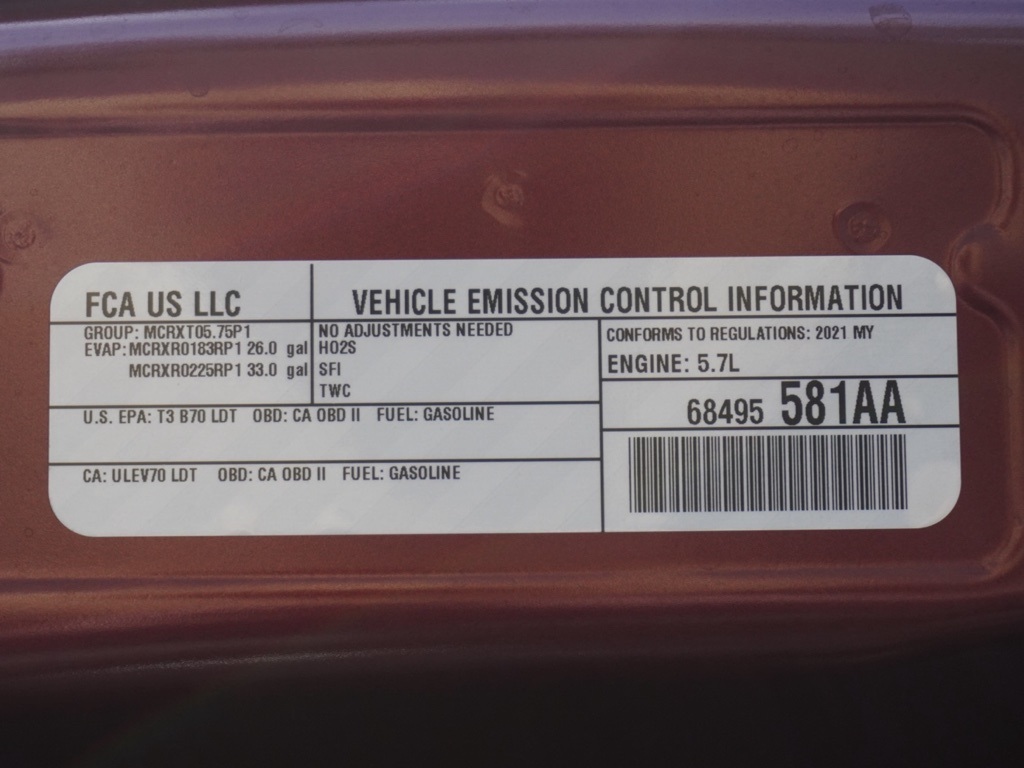 FCA US LLC
VEHICLE EMISSION CONTROL INFORMATION
GROUP: MCRXT05.75P1
EVAP: MCRXR0183RP1 26.0 gal
MCRXR0225RP1 33.0 gal
NO ADJUSTMENTS NEEDED
HO2S
SFI
TWC
CONFORMS TO REGULATIONS: 2021 MY
ENGINE: 5.7L
68495 581AA
U.S. EPA: T3 B70 LDT OBD: CA OBD II FUEL: GASOLINE
CA: ULEV70 LDT OBD: CA OBD II FUEL: GASOLINE